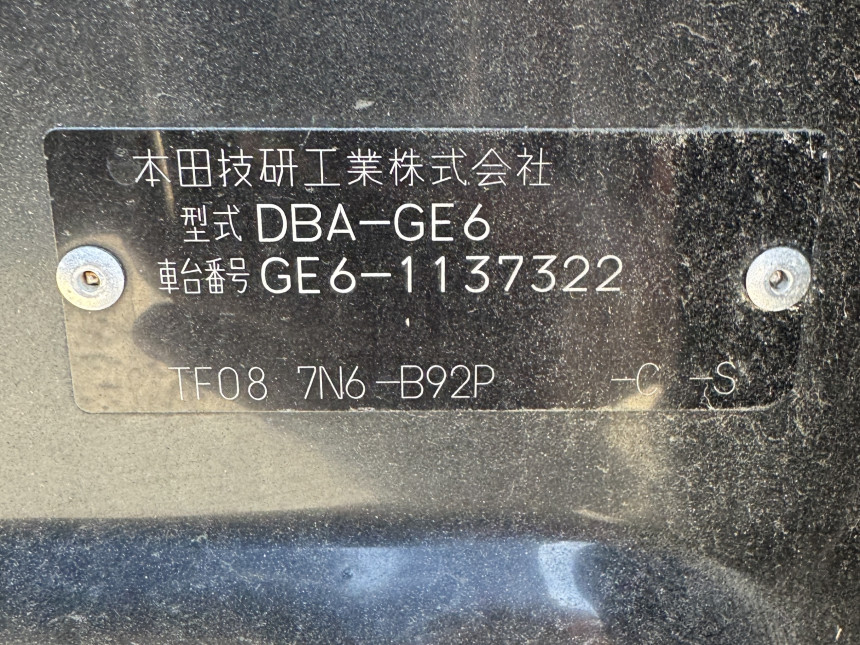 本田技研工業株式会社
型式 DBA-GE6
車台番号 GE6-1137322
TF08 7N6-B92P -C -S